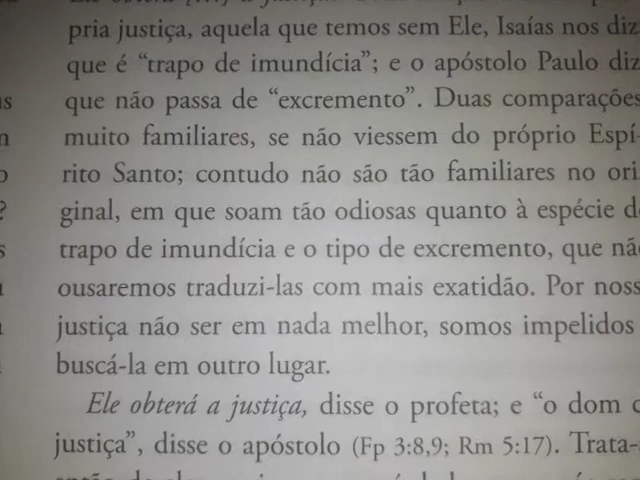 pria justiça, aquela que temos sem Ele, Isaías nos diz
que é “trapo de imundícia”; e o apóstolo Paulo diz
que não passa de “excremento”. Duas comparações
muito familiares, se não viessem do próprio Espí-
rito Santo; contudo não são tão familiares no ori
ginal, em que soam tão odiosas quanto à espécie d
trapo de imundícia e o tipo de excremento, que nã
ousaremos traduzi-las com mais exatidão. Por noss
justiça não ser em nada melhor, somos impelidos
buscá-la em outro lugar.
Ele obterá a justiça, disse o profeta; e “o dom
justiça”, disse o apóstolo (Fp 3:8,9; Rm 5:17). Trata-